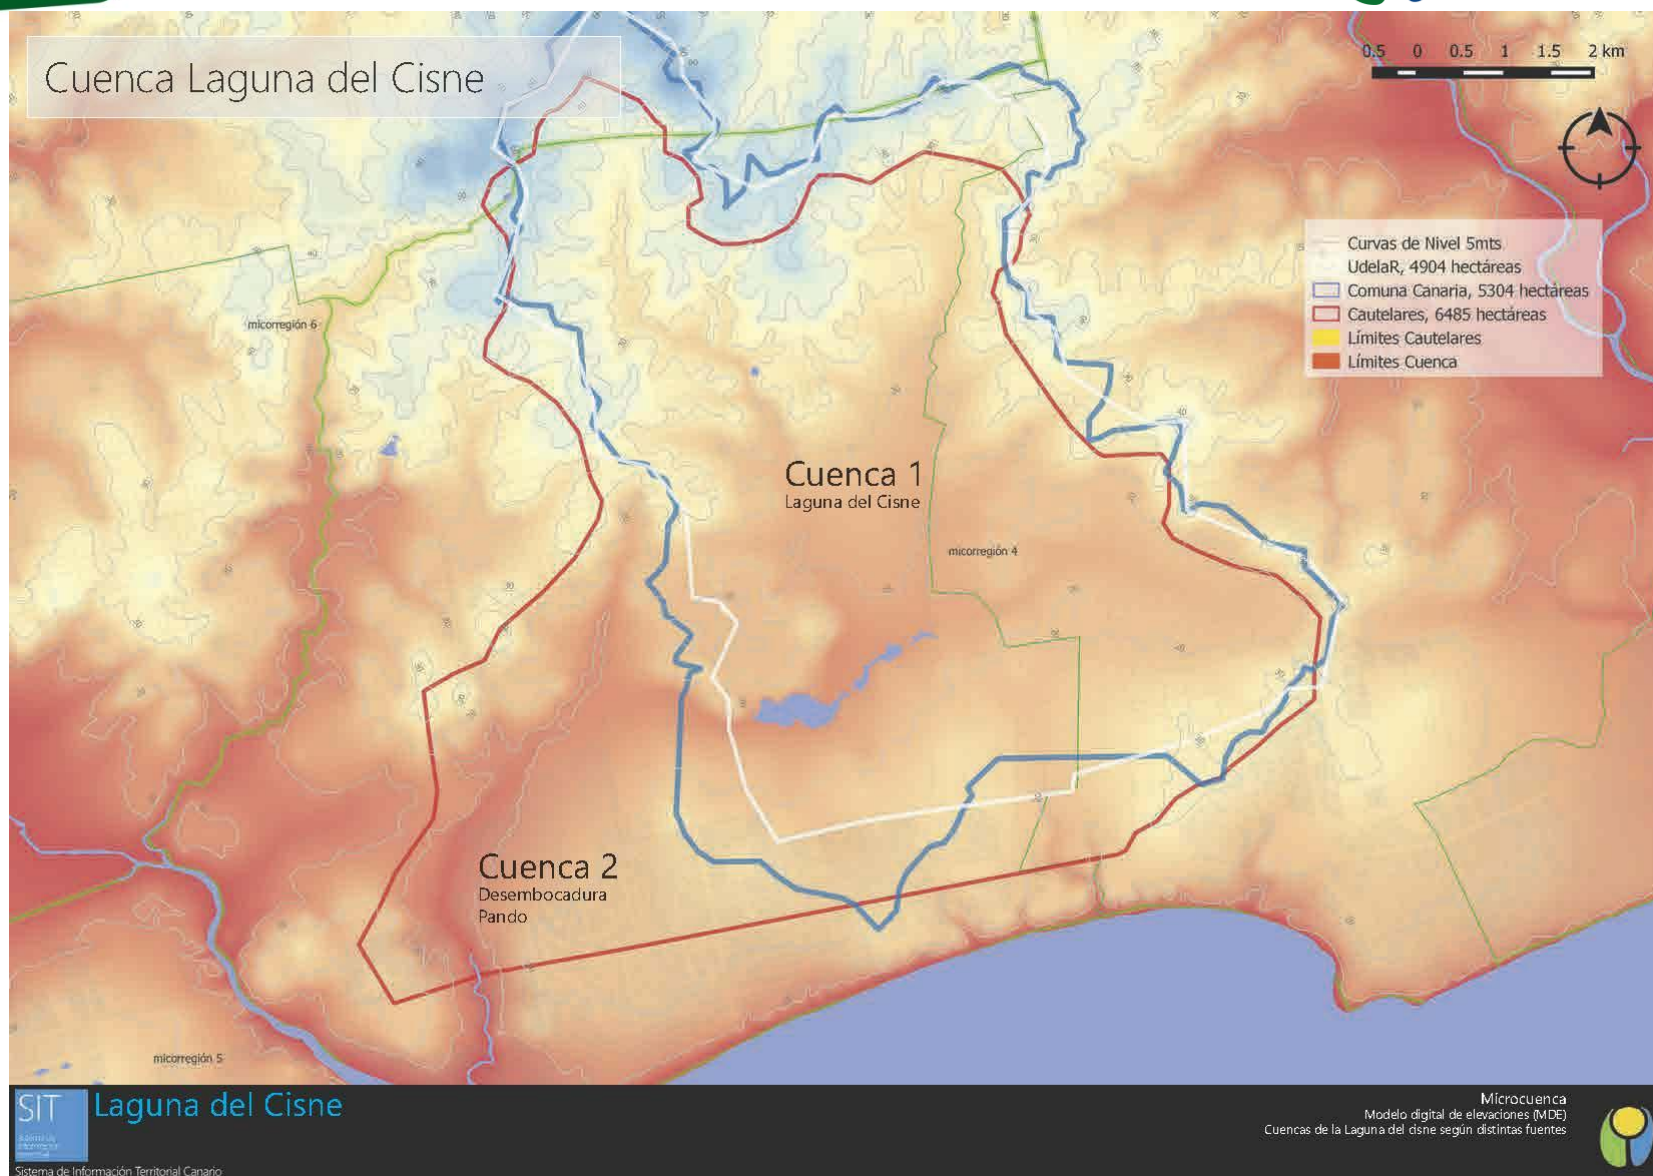 Cuenca Laguna del Cisne
0.5 0 0.5 1 1.5 2 km
Curvas de Nivel 5mts
UdelaR, 4904 hectáreas
Comuna Canaria, 5304 hectáreas
Cautelares, 6485 hectáreas
Límites Cautelares
Límites Cuenca
micorregión 6
Cuenca 1
Laguna del Cisne
micorregión 4
Cuenca 2
Desembocadura
Pando
micorregión 5
SIT
Laguna del Cisne
Sistema de Información Territorial Canario
Microcuenca
Modelo digital de elevaciones (MDE)
Cuencas de la Laguna del cisne según distintas fuentes